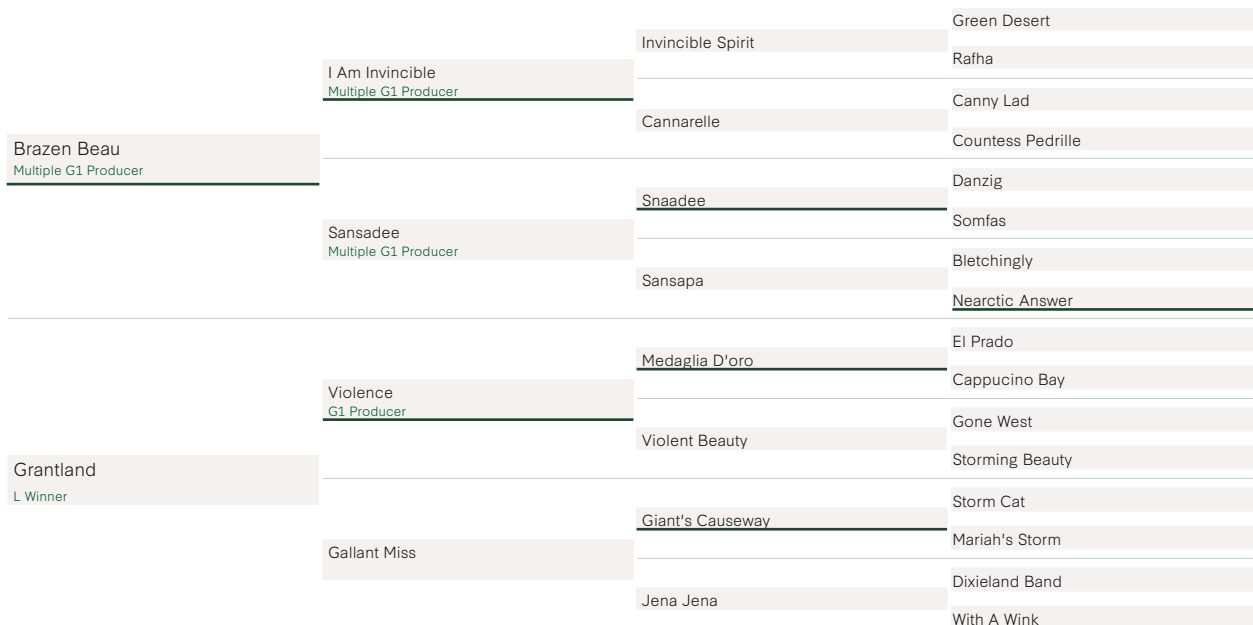 Brazen Beau
Multiple G1 Producer
Grantland
L Winner
I Am Invincible
Multiple G1 Producer
Sansadee
Multiple G1 Producer
Violence
G1 Producer
Gallant Miss
Invincible Spirit
Cannarelle
Snaadee
Sansapa
Medaglia D'oro
Violent Beauty
Giant's Causeway
Jena Jena
Green Desert
Rafha
Canny Lad
Countess Pedrille
Danzig
Somfas
Bletchingly
Nearctic Answer
El Prado
Cappucino Bay
Gone West
Storming Beauty
Storm Cat
Mariah's Storm
Dixieland Band
With A Wink